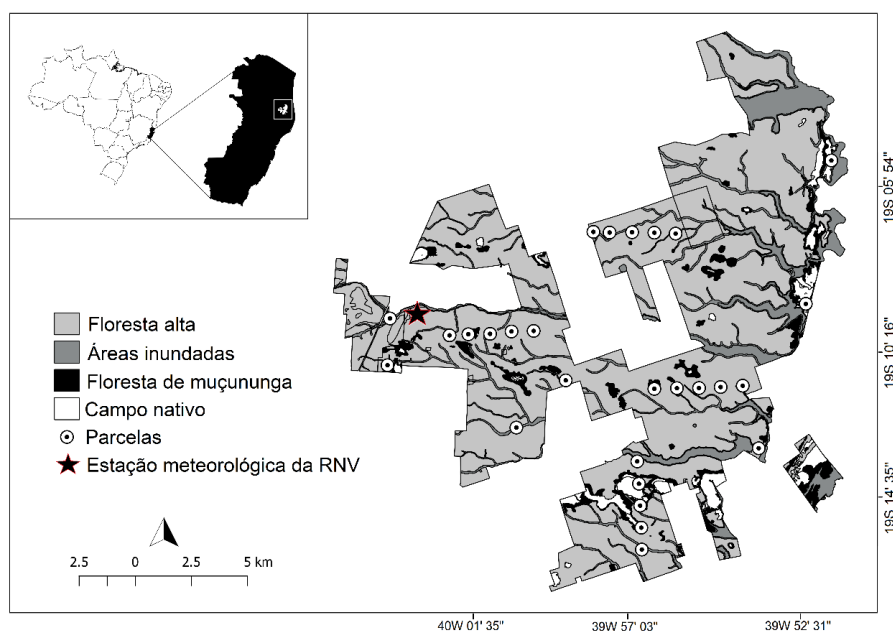 Floresta alta
Áreas inundadas
Floresta de muçununga
Campo nativo
Parcelas
Estação meteorológica da RNV
2.5 0 2.5 5 km
19S 05' 54"
19S 10' 16"
19S 14' 35"
40W 01' 35" 39W 57' 03" 39W 52' 31"